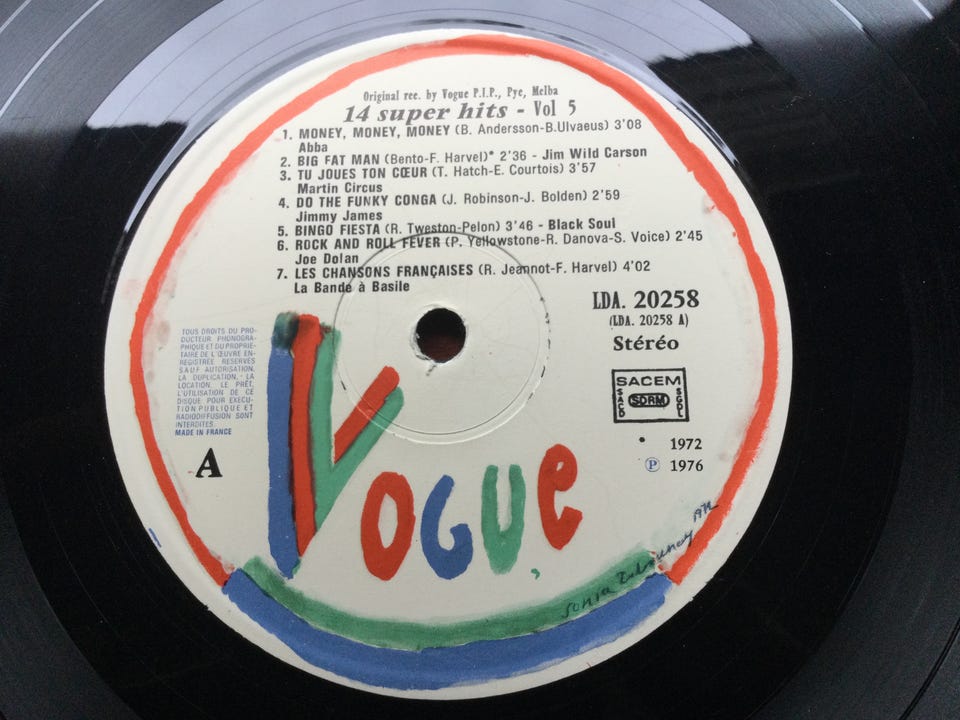 Original rec. by Vogue P.I.P., Pye, Melba
14 super hits - Vol 5
1. MONEY, MONEY, MONEY (B. Andersson-B.Ulvaeus) 3'08
Abba
2. BIG FAT MAN (Bento-F. Harvel)* 2'36 - Jim Wild Carson
3. TU JOUES TON CŒUR (T. Hatch-E. Courtois) 3'57
Martin Circus
4. DO THE FUNKY CONGA (J. Robinson-J. Bolden) 2'59
Jimmy James
5. BINGO FIESTA (R. Tweston-Pelon) 3'46 - Black Soul
6. ROCK AND ROLL FEVER (P. Yellowstone-R. Danova-S. Voice) 2'45
Joe Dolan
7. LES CHANSONS FRANÇAISES (R. Jeannot-F. Harvel) 4'02
La Bande à Basile
LDA. 20258
(LDA. 20258 A)
Stéréo
TOUS DROITS DU PRO-
DUCTEUR PHONOGRA-
PHIQUE ET DU PROPRIE-
TAIRE DE L'ŒUVRE EN-
REGISTREE RESERVES
SAUF AUTORISATION,
LA DUPLICATION, LA
LOCATION, LE PRÊT,
L'UTILISATION DE CE
DISQUE POUR EXECU-
TION PUBLIQUE ET
RADIODIFFUSION SONT
INTERDITES.
MADE IN FRANCE
SACEM
SACD SDRM SGDL
A
* 1972
Ⓟ 1976
VOGUE
Sonia Delaunay 1972